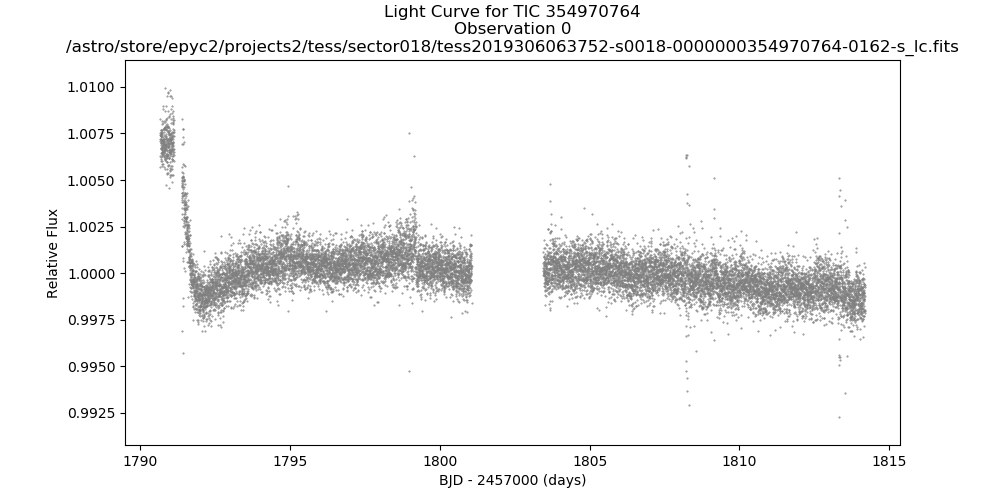 Light Curve for TIC 354970764
Observation 0
/astro/store/epyc2/projects2/tess/sector018/tess2019306063752-s0018-0000000354970764-0162-s_lc.fits
1.0100
1.0075
1.0050
1.0025
1.0000
0.9975
0.9950
0.9925
Relative Flux
1790 1795 1800 1805 1810 1815
BJD - 2457000 (days)